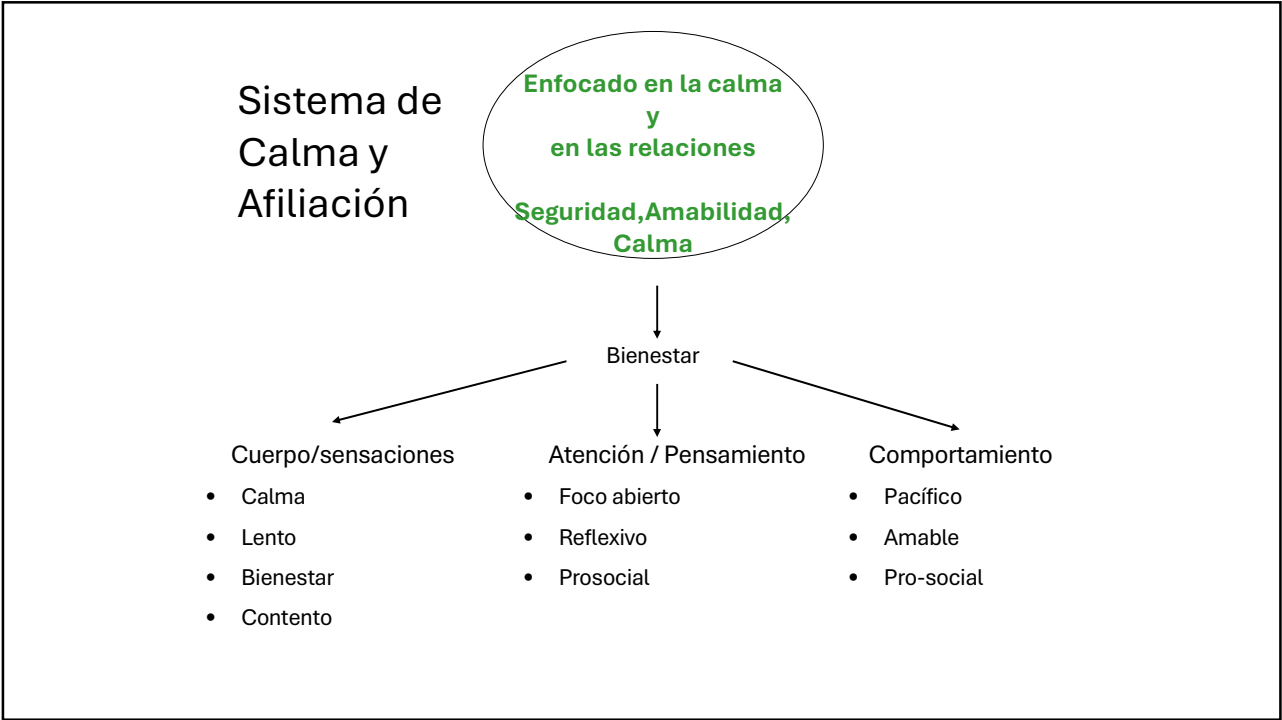 Sistema de
Calma y
Afiliación
Enfocado en la calma
y
en las relaciones
Seguridad,Amabilidad,
Calma
Bienestar
Cuerpo/sensaciones
• Calma
• Lento
• Bienestar
• Contento
Atención / Pensamiento
• Foco abierto
• Reflexivo
• Prosocial
Comportamiento
• Pacífico
• Amable
• Pro-social